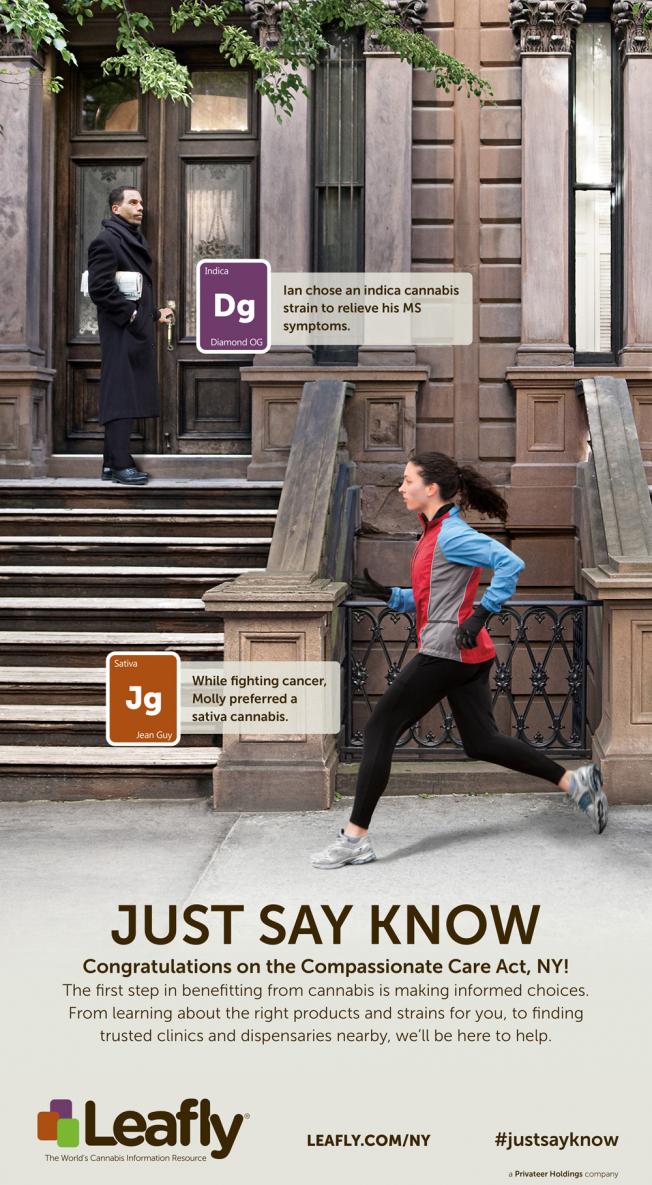 Indica
Dg
Diamond OG
Ian chose an indica cannabis
strain to relieve his MS
symptoms.
Sativa
Jg
Jean Guy
While fighting cancer,
Molly preferred a
sativa cannabis.
JUST SAY KNOW
Congratulations on the Compassionate Care Act, NY!
The first step in benefitting from cannabis is making informed choices.
From learning about the right products and strains for you, to finding
trusted clinics and dispensaries nearby, we'll be here to help.
Leafly®
The World's Cannabis Information Resource
LEAFLY.COM/NY
#justsayknow
a Privateer Holdings company